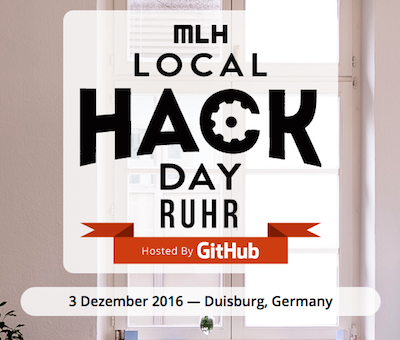 MLH
LOCAL
HACK
DAY
RUHR
Hosted By GitHub
3 Dezember 2016 — Duisburg, Germany